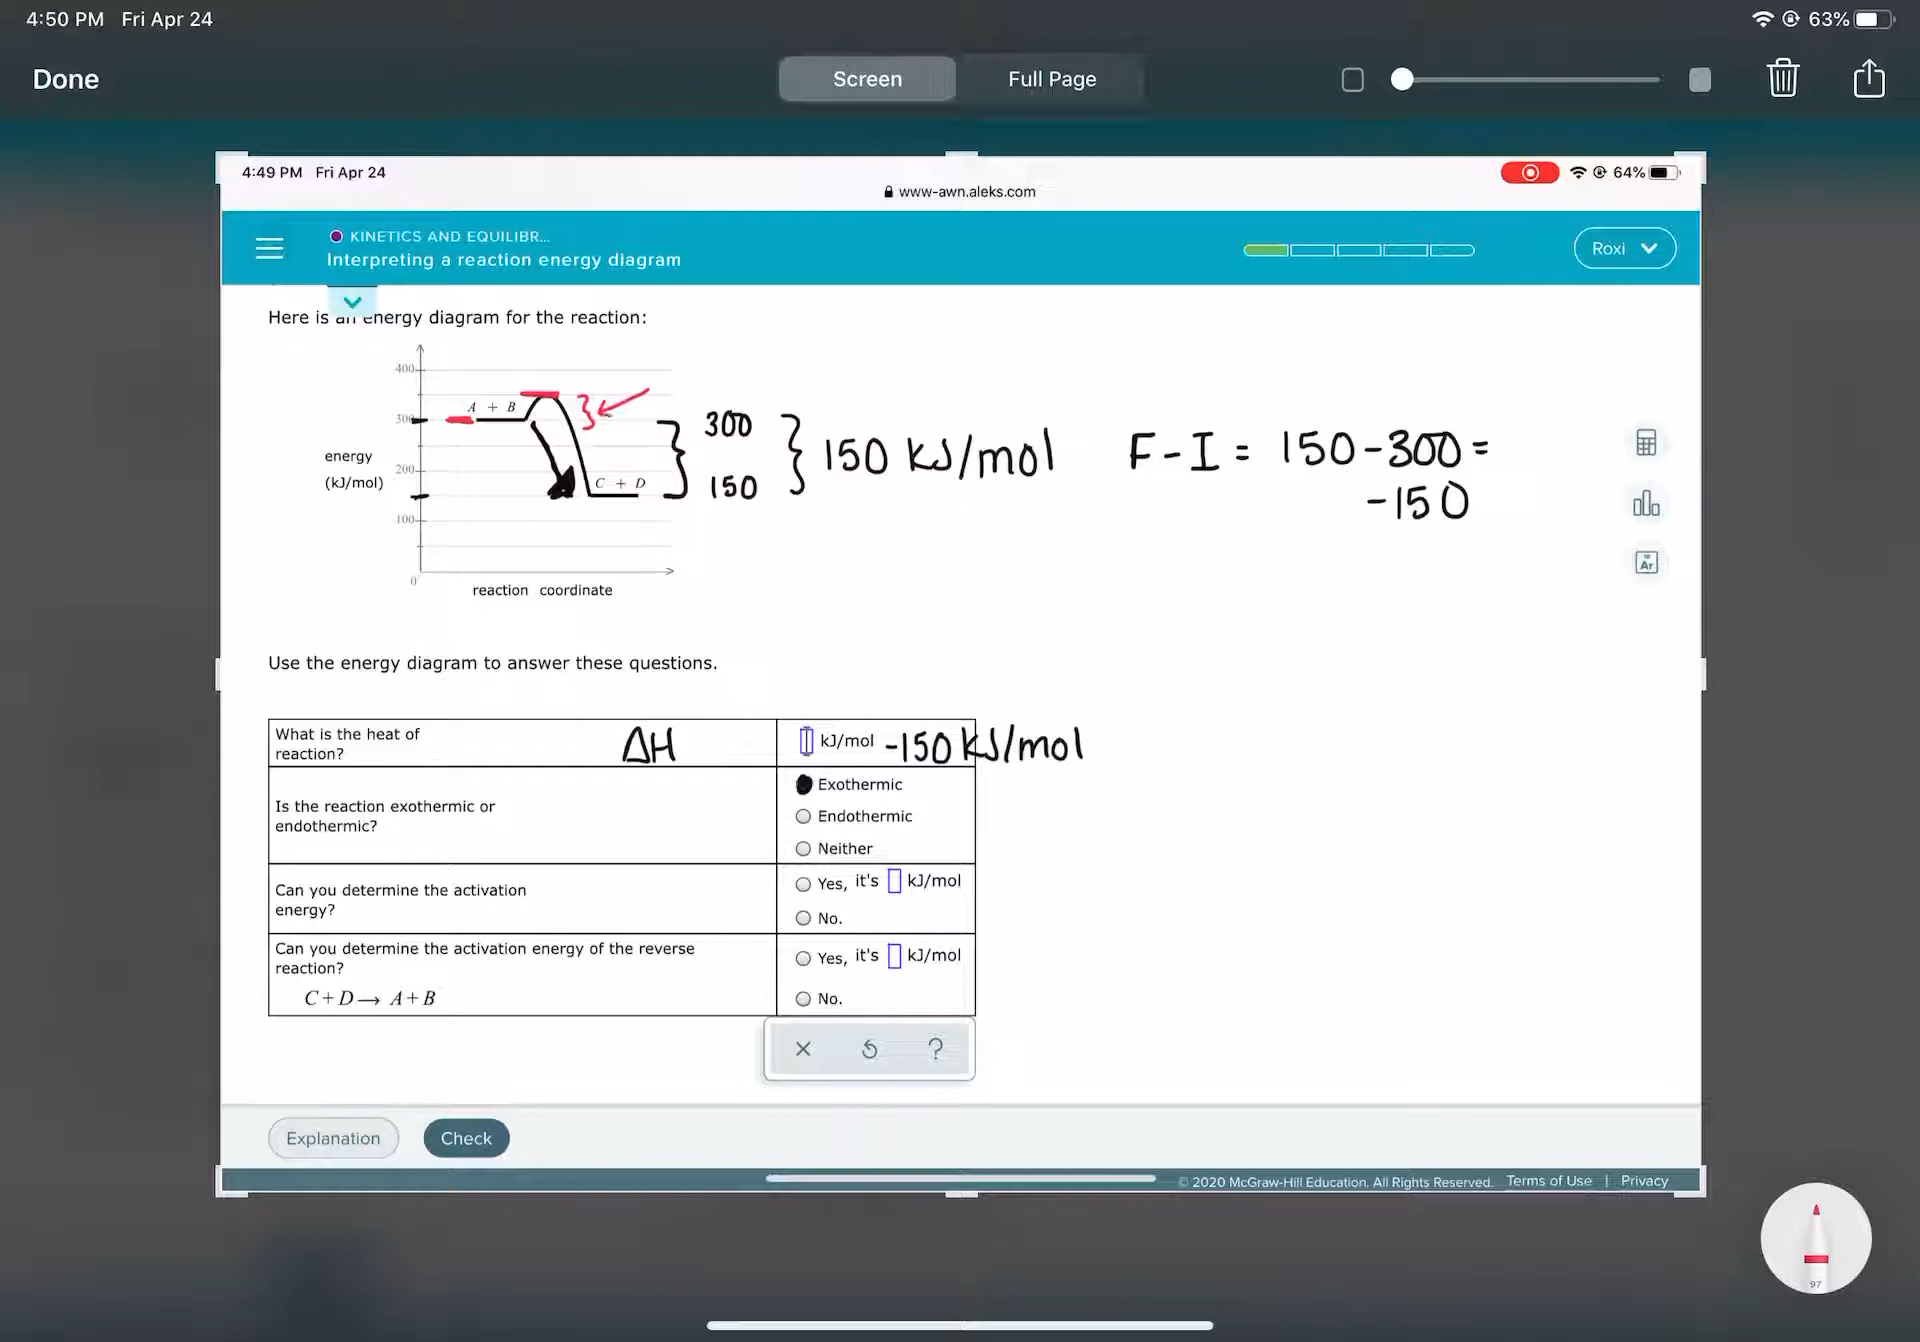 4:50 PM Fri Apr 24
63%
Done
Screen
Full Page
4:49 PM Fri Apr 24
64%
www-awn.aleks.com
KINETICS AND EQUILIBR...
Interpreting a reaction energy diagram
Roxi
Here is an energy diagram for the reaction:
400
A + B
300
energy
(kJ/mol)
200
C + D
100
0
reaction coordinate
300
150
150 kJ/mol
F-I = 150-300=
-150
Ar
Use the energy diagram to answer these questions.
What is the heat of
reaction?
ΔH
kJ/mol
-150 kJ/mol
Is the reaction exothermic or
endothermic?
Exothermic
Endothermic
Neither
Can you determine the activation
energy?
Yes, it's kJ/mol
No.
Can you determine the activation energy of the reverse
reaction?
C+D→ A+B
Yes, it's kJ/mol
No.
?
Explanation
Check
© 2020 McGraw-Hill Education. All Rights Reserved. Terms of Use | Privacy
97